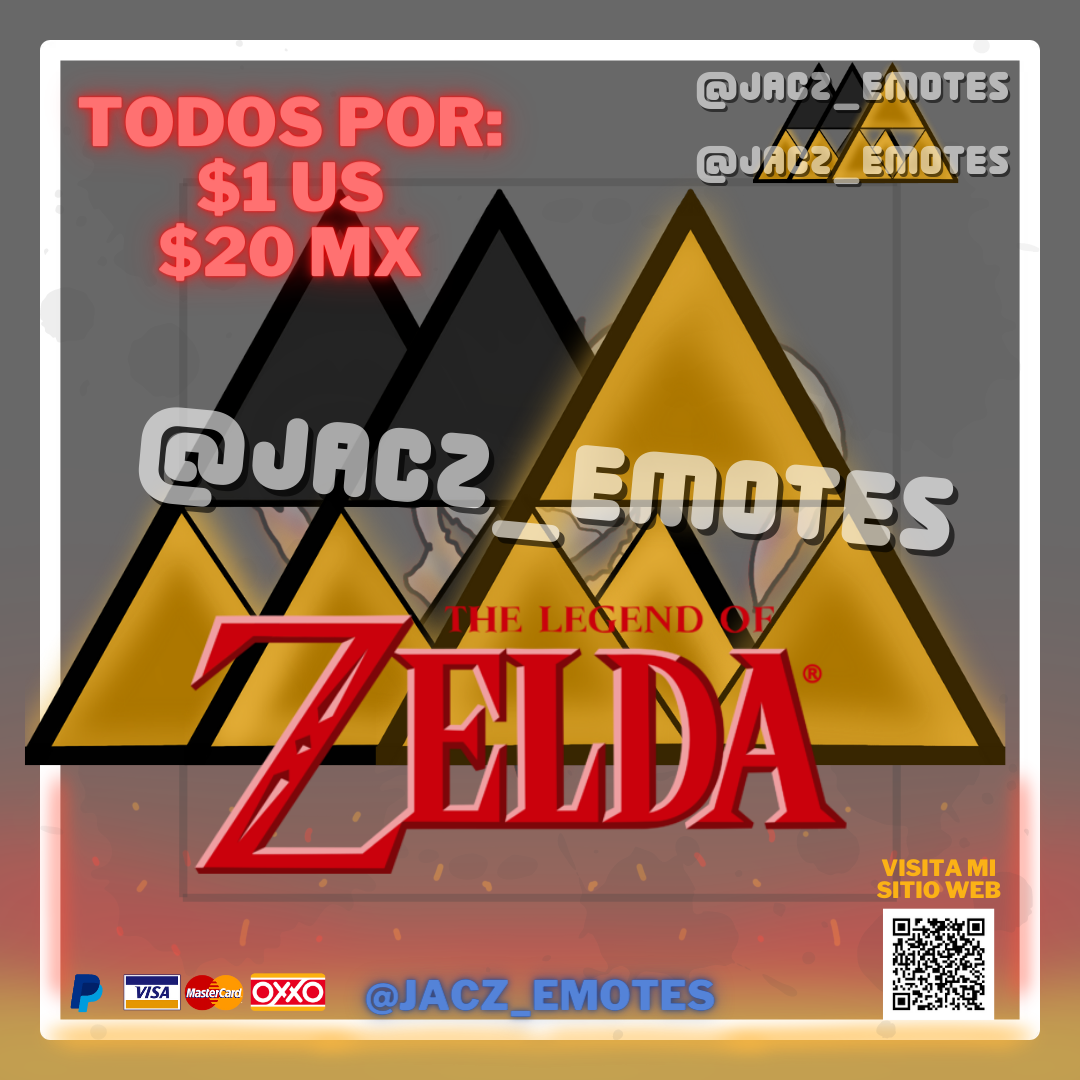 @JACZ_EMOTES
@JACZ_EMOTES
TODOS POR:
$1 US
$20 MX
@JACZ_EMOTES
THE LEGEND OF
ZELDA®
VISITA MI
SITIO WEB
P VISA MasterCard OXXO
@JACZ_EMOTES